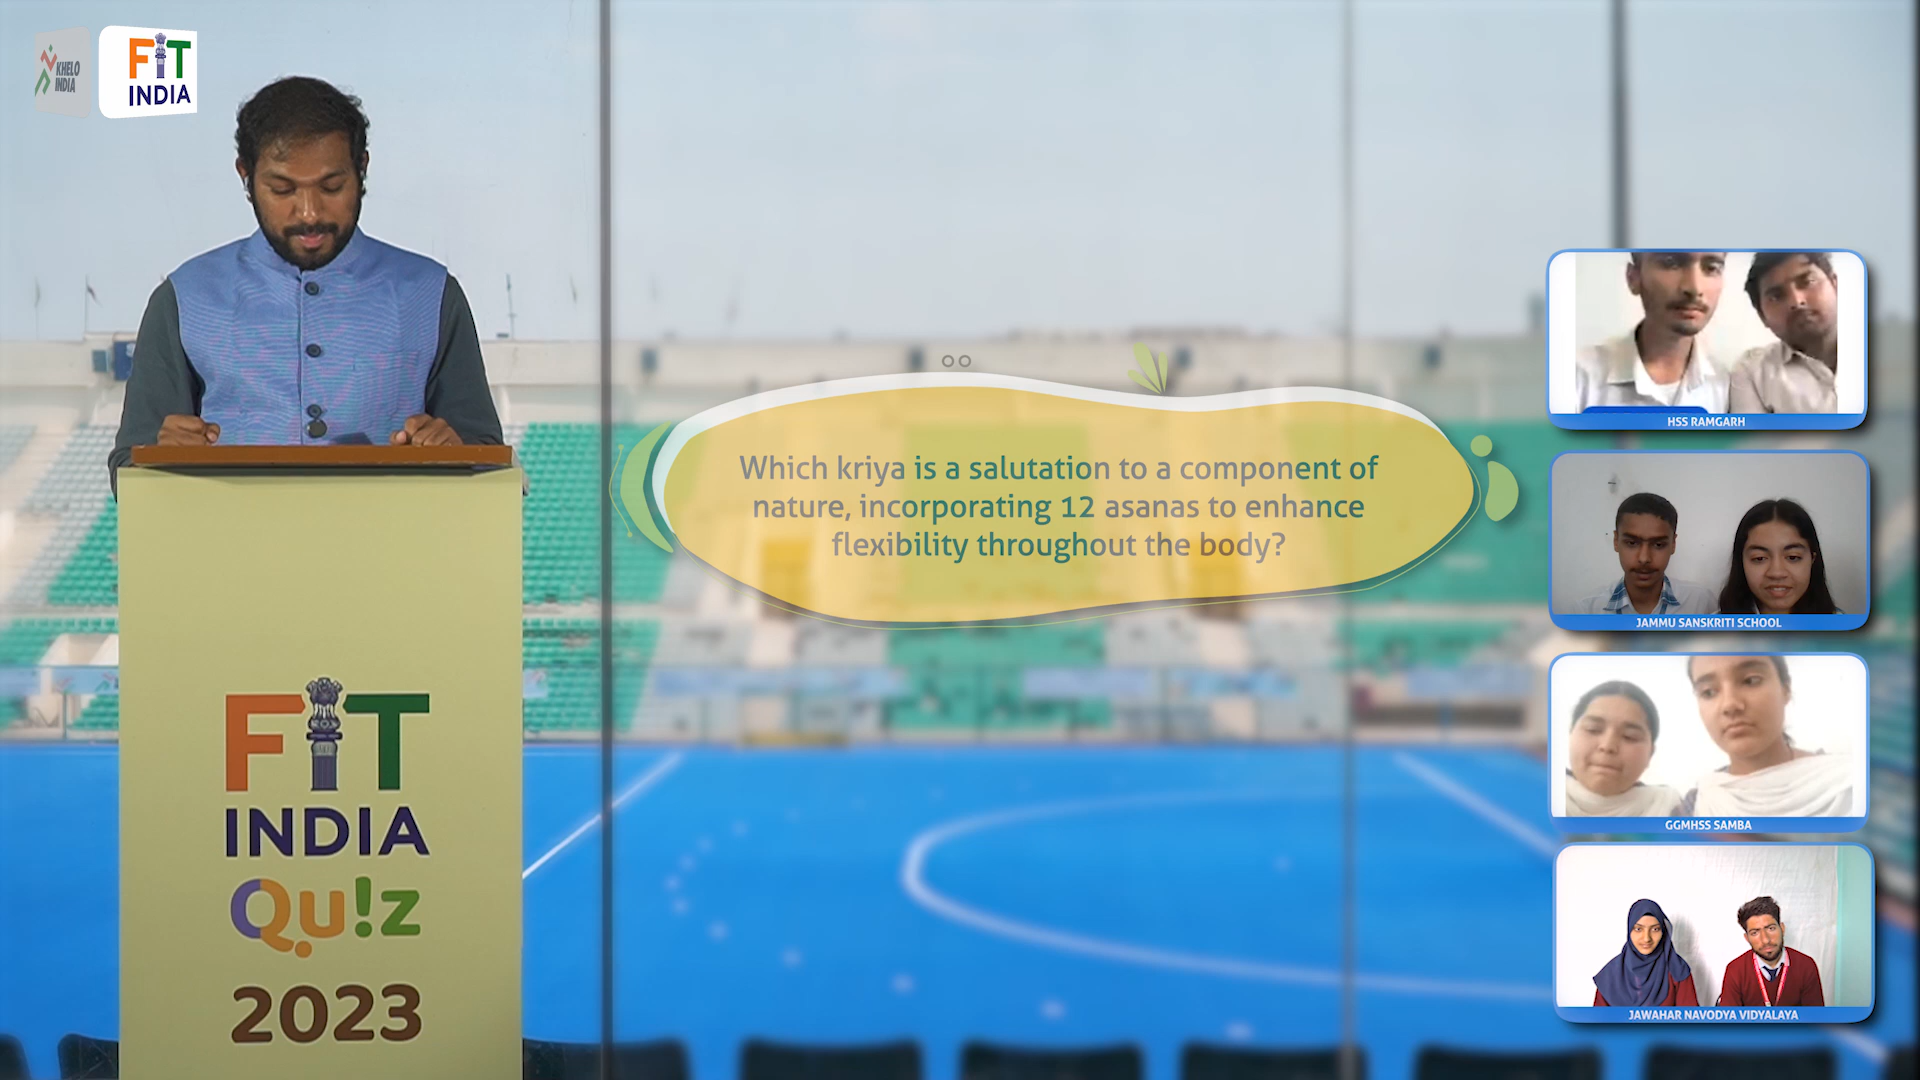 KHELO
INDIA
FIT
INDIA
Which kriya is a salutation to a component of
nature, incorporating 12 asanas to enhance
flexibility throughout the body?
HSS RAMGARH
JAMMU SANSKRITI SCHOOL
GGMHSS SAMBA
JAWAHAR NAVODYA VIDYALAYA
FIT
INDIA
Qu!z
2023